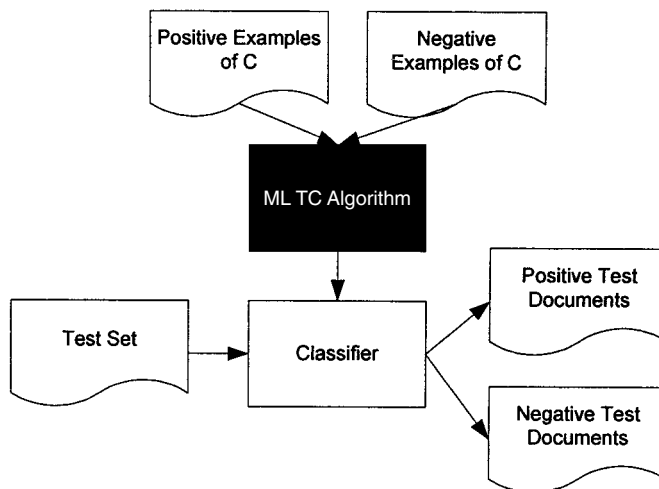 Positive Examples
of C
Negative
Examples of C
ML TC Algorithm
Positive Test
Documents
Test Set
Classifier
Negative Test
Documents